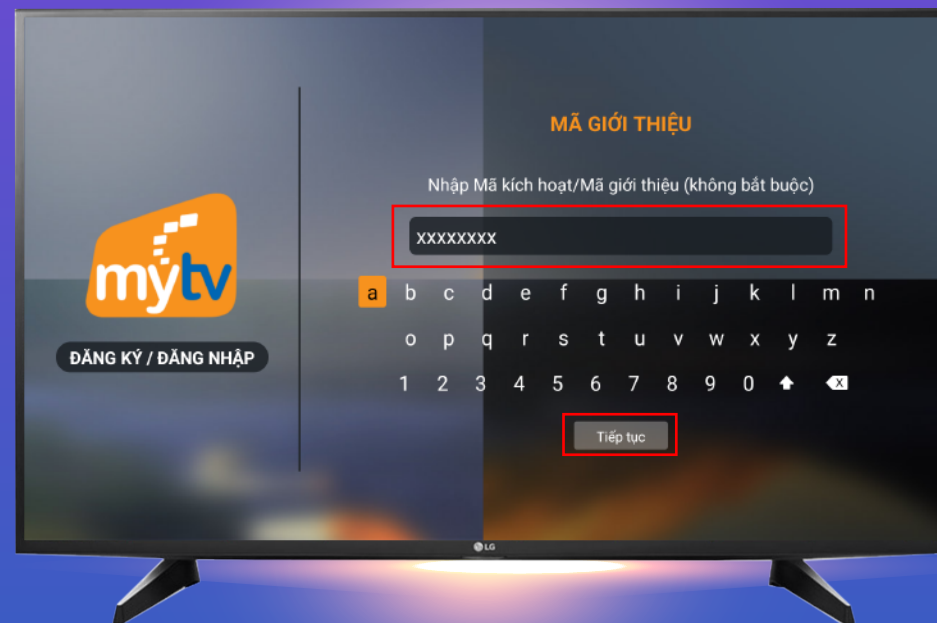 MÃ GIỚI THIỆU
Nhập Mã kích hoạt/Mã giới thiệu (không bắt buộc)
xxxxxxxx
mytv
a b c d e f g h i j k l m n
o p q r s t u v w x y z
ĐĂNG KÝ / ĐĂNG NHẬP
1 2 3 4 5 6 7 8 9 0
Tiếp tục
LG